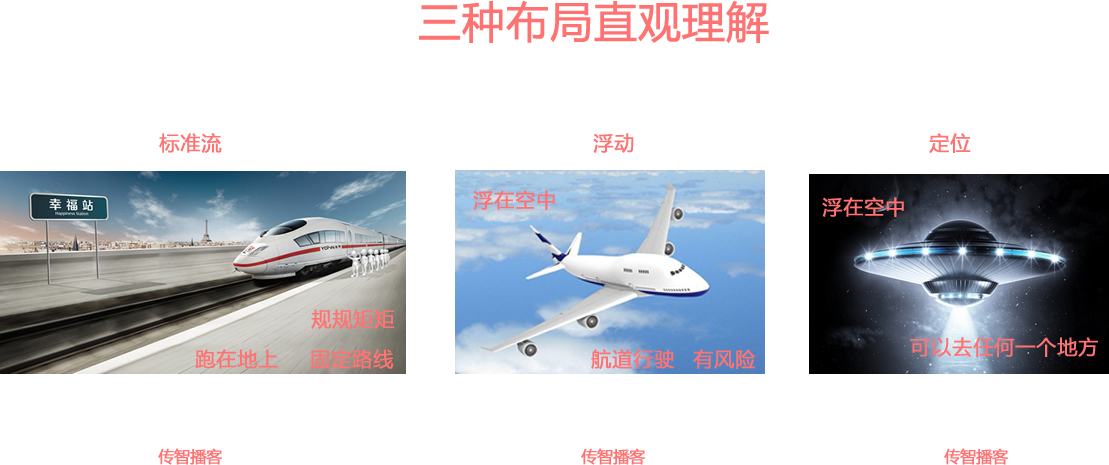 三种布局直观理解
标准流
浮动
定位
幸福站
Happiness Station
规规矩矩
跑在地上 固定路线
浮在空中
航道行驶 有风险
浮在空中
可以去任何一个地方
传智播客
传智播客
传智播客